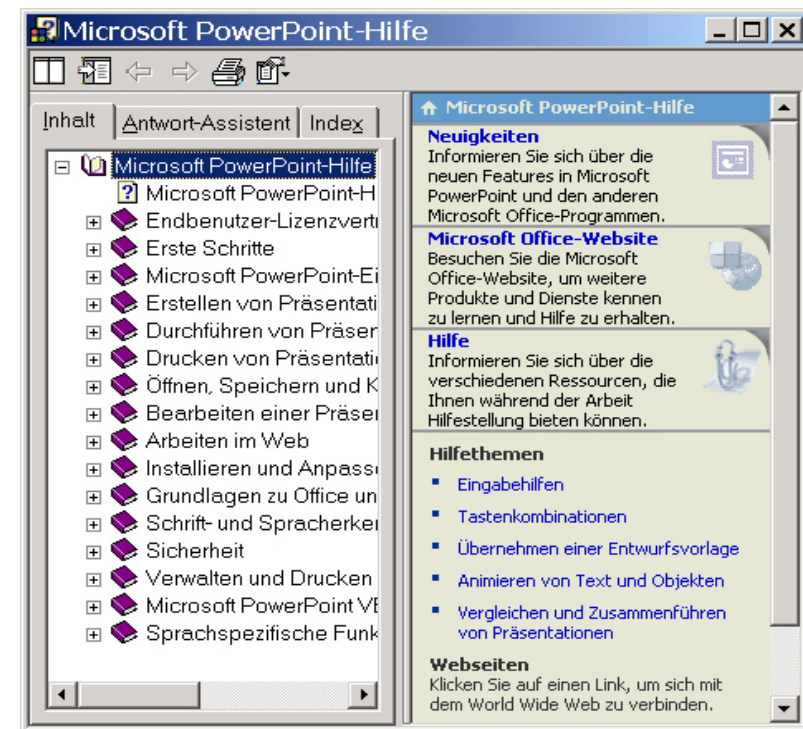 Microsoft PowerPoint-Hilfe
Inhalt Antwort-Assistent Index
Microsoft PowerPoint-Hilfe
Microsoft PowerPoint-H
Endbenutzer-Lizenzvertr
Erste Schritte
Microsoft PowerPoint-Ei
Erstellen von Präsentati
Durchführen von Präser
Drucken von Präsentati
Öffnen, Speichern und K
Bearbeiten einer Präser
Arbeiten im Web
Installieren und Anpasse
Grundlagen zu Office un
Schrift- und Spracherker
Sicherheit
Verwalten und Drucken
Microsoft PowerPoint VE
Sprachspezifische Funk
Microsoft PowerPoint-Hilfe
Neuigkeiten
Informieren Sie sich über die
neuen Features in Microsoft
PowerPoint und den anderen
Microsoft Office-Programmen.
Microsoft Office-Website
Besuchen Sie die Microsoft
Office-Website, um weitere
Produkte und Dienste kennen
zu lernen und Hilfe zu erhalten.
Hilfe
Informieren Sie sich über die
verschiedenen Ressourcen, die
Ihnen während der Arbeit
Hilfestellung bieten können.
Hilfethemen
Eingabehilfen
Tastenkombinationen
Übernehmen einer Entwurfsvorlage
Animieren von Text und Objekten
Vergleichen und Zusammenführen
von Präsentationen
Webseiten
Klicken Sie auf einen Link, um sich mit
dem World Wide Web zu verbinden.